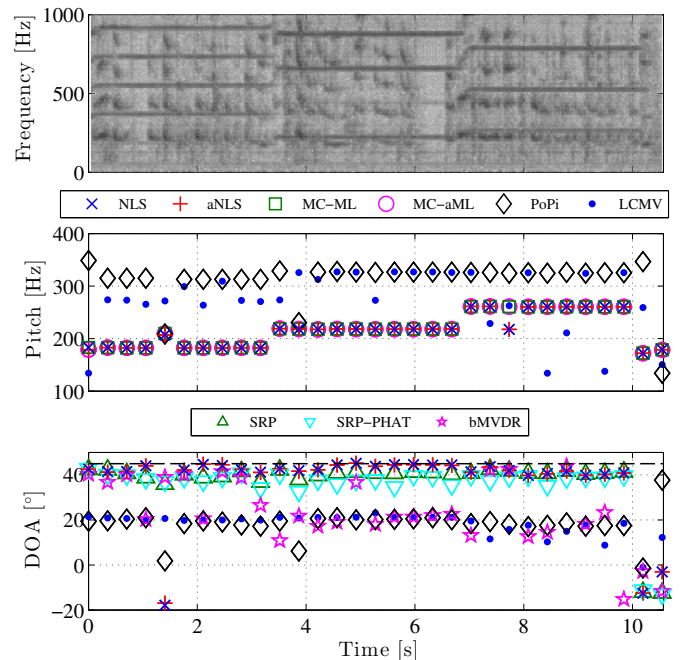 1000
500
0
Frequency [Hz]
NLS aNLS MC−ML MC−aML PoPi LCMV
400
300
200
100
Pitch [Hz]
SRP SRP−PHAT bMVDR
40
20
0
−20
DOA [°]
0 2 4 6 8 10
Time [s]